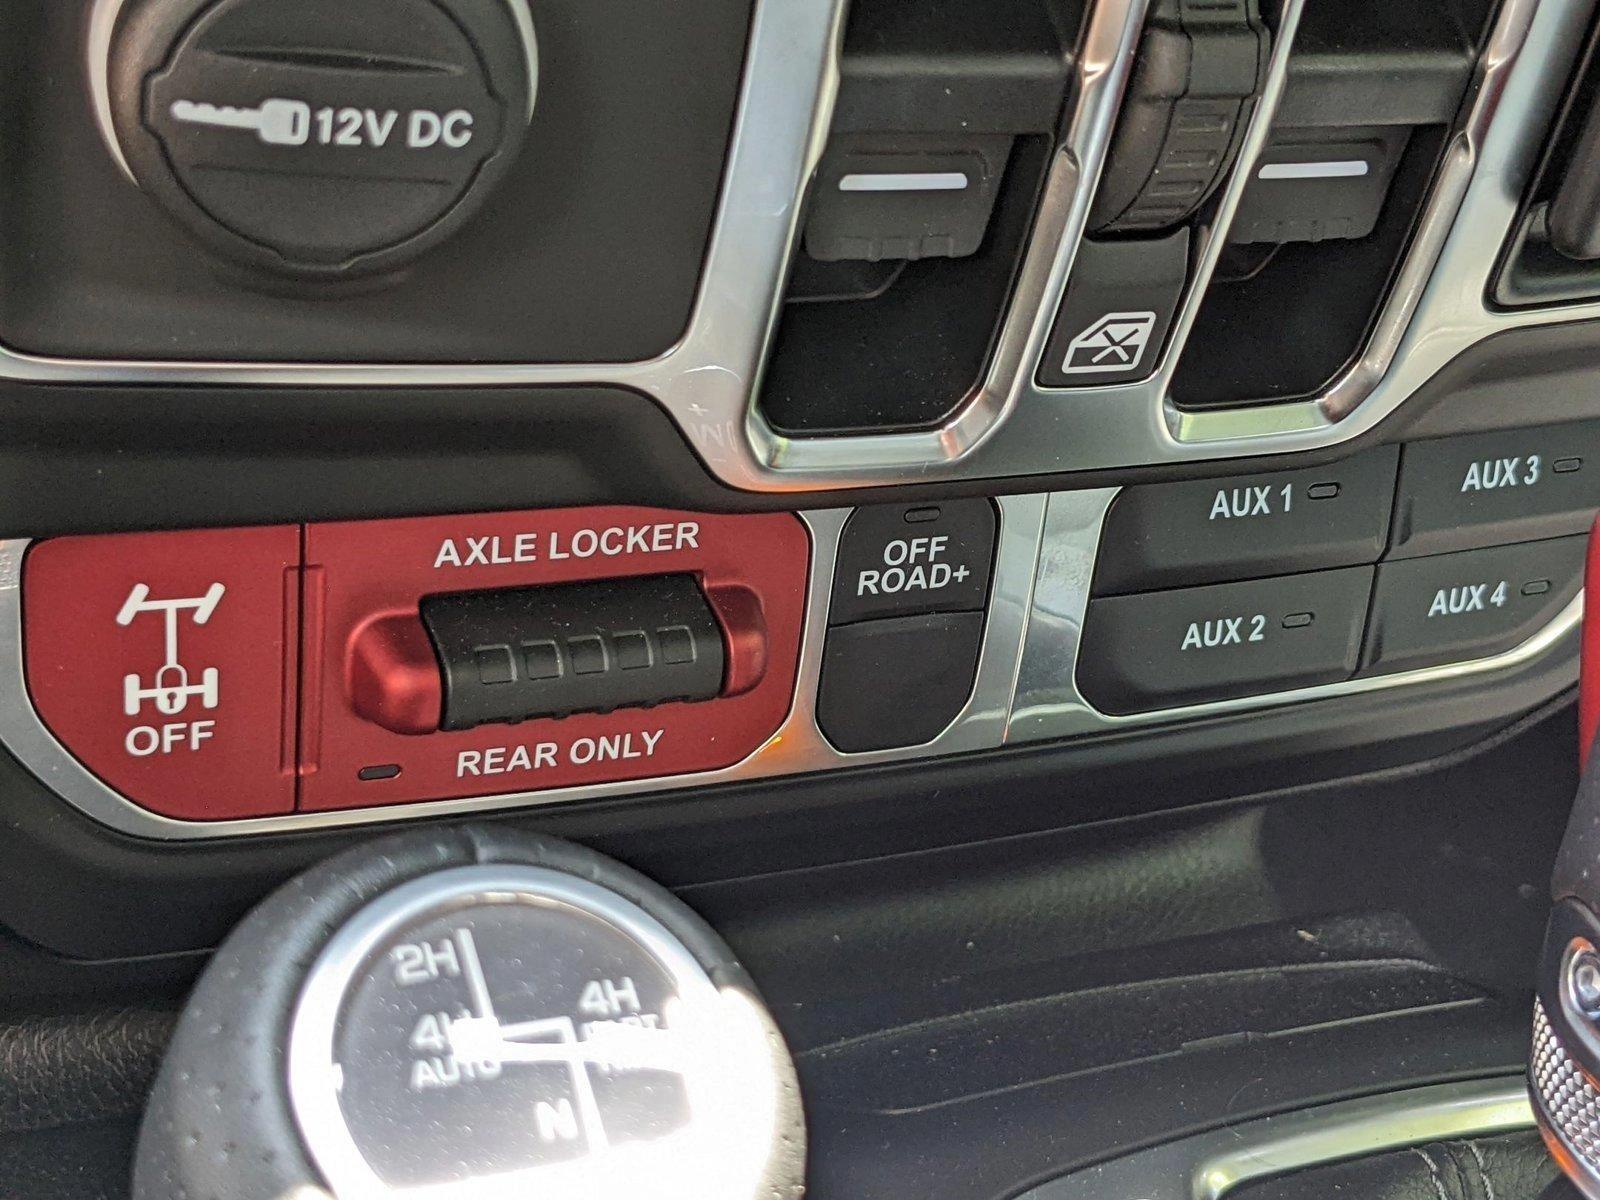 12V DC
AXLE LOCKER
OFF
REAR ONLY
OFF
ROAD+
AUX 1
AUX 2
AUX 3
AUX 4
2H
4H
AUTO
4H
N